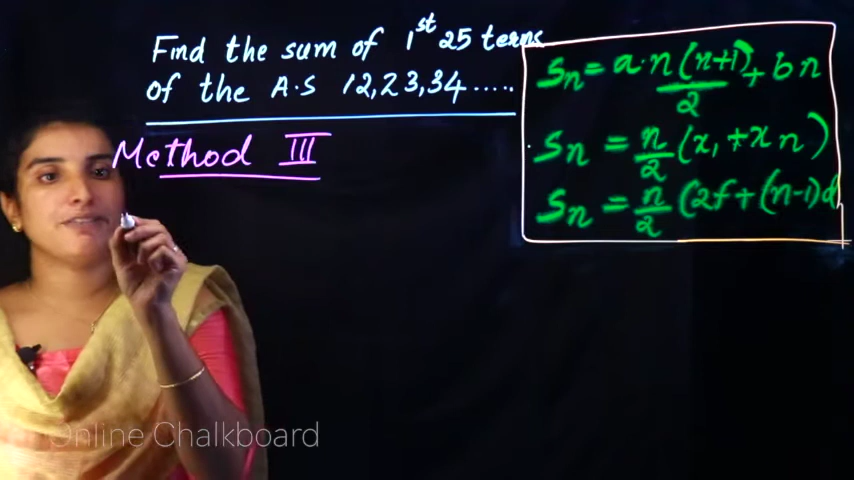 Find the sum of 1st 25 terms
of the A.S 12,23,34.....
Method III
Sn = a.n(n+1)/2 + bn
Sn = n/2 (x1 + xn)
Sn = n/2 (2f + (n-1)d
Online Chalkboard